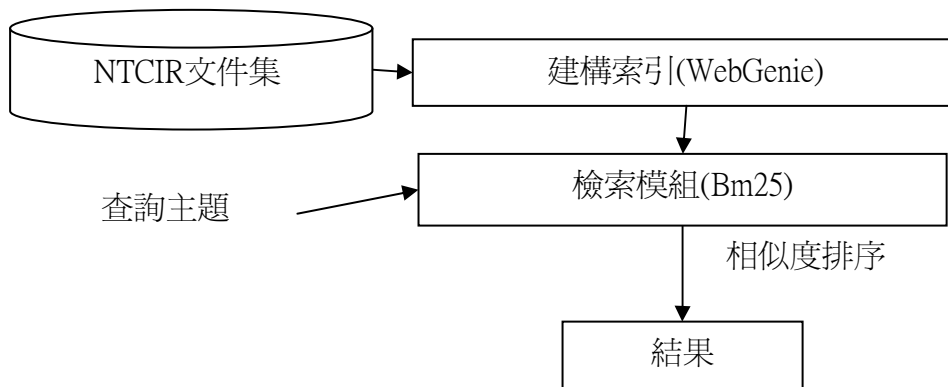 NTCIR文件集
建構索引(WebGenie)
檢索模組(Bm25)
查詢主題
相似度排序
結果